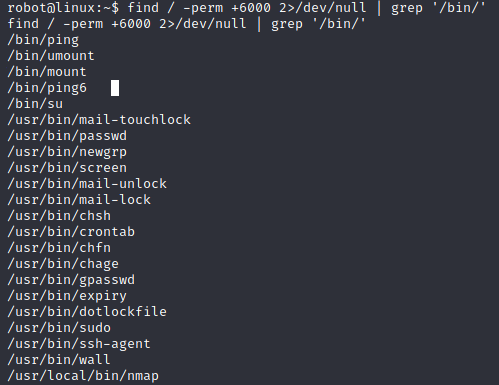 robot@linux:~$ find / -perm +6000 2>/dev/null | grep '/bin/'
find / -perm +6000 2>/dev/null | grep '/bin/'
/bin/ping
/bin/umount
/bin/mount
/bin/ping6
/bin/su
/usr/bin/mail-touchlock
/usr/bin/passwd
/usr/bin/newgrp
/usr/bin/screen
/usr/bin/mail-unlock
/usr/bin/mail-lock
/usr/bin/chsh
/usr/bin/crontab
/usr/bin/chfn
/usr/bin/chage
/usr/bin/gpasswd
/usr/bin/expiry
/usr/bin/dotlockfile
/usr/bin/sudo
/usr/bin/ssh-agent
/usr/bin/wall
/usr/local/bin/nmap